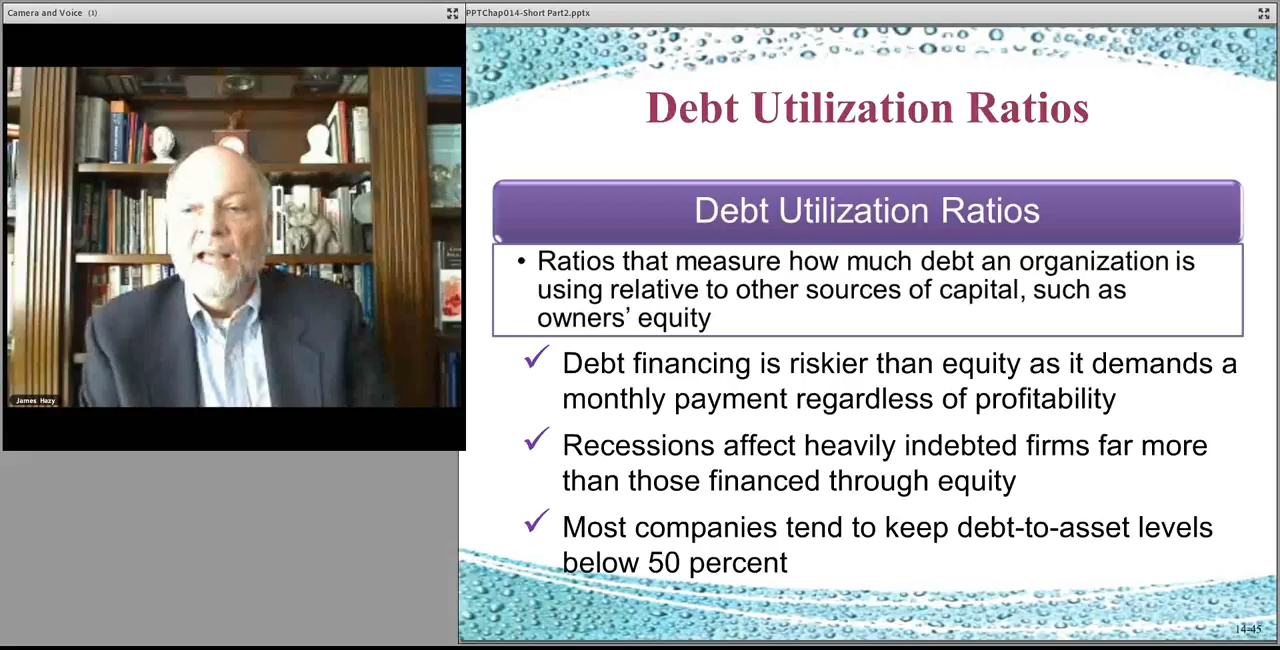 Camera and Voice (1)
PPTChap014-Short Part2.pptx
James Hazy
Debt Utilization Ratios
Debt Utilization Ratios
• Ratios that measure how much debt an organization is
using relative to other sources of capital, such as
owners’ equity
✓ Debt financing is riskier than equity as it demands a
monthly payment regardless of profitability
✓ Recessions affect heavily indebted firms far more
than those financed through equity
✓ Most companies tend to keep debt-to-asset levels
below 50 percent
14-45